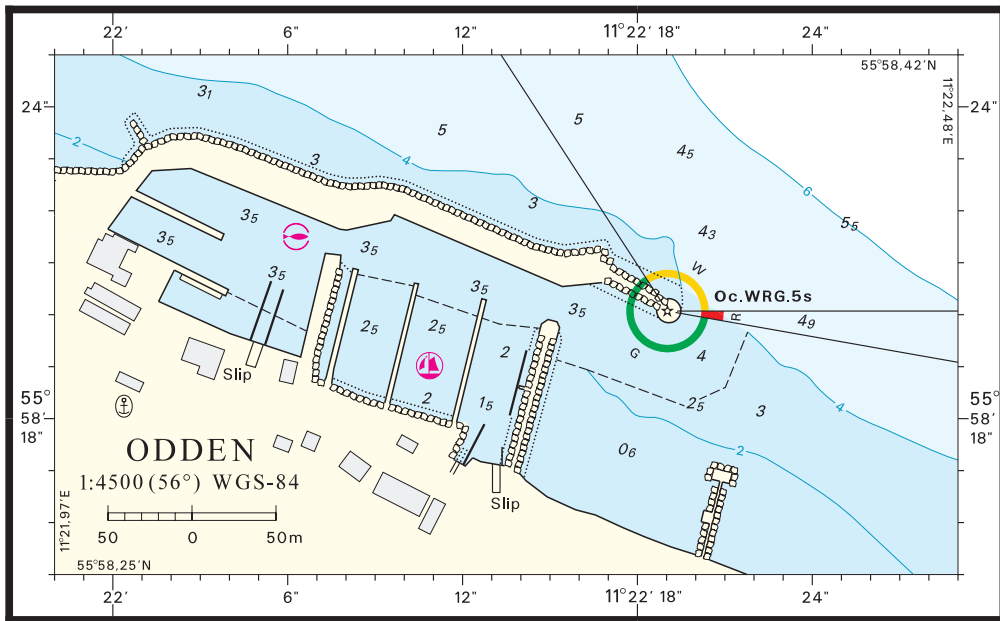 22' 6" 12" 11°22' 18" 24"
55°58,42'N
11°22,48'E
24" 24"
3₁
5
5
2
4
4₅
3
6
3
5₅
3₅
4₃
3₅
3₅
W
3₅
3₅
Oc.WRG.5s
3₅
R
4₉
2₅
2₅
2
G
4
Slip
2
1₅
2₅
3
4
55° 58' 18"
55° 58' 18"
ODDEN
0₆
2
1:4500 (56°) WGS-84
Slip
50 0 50m
11°21,97'E
55°58,25'N
22' 6" 12" 11°22' 18" 24"